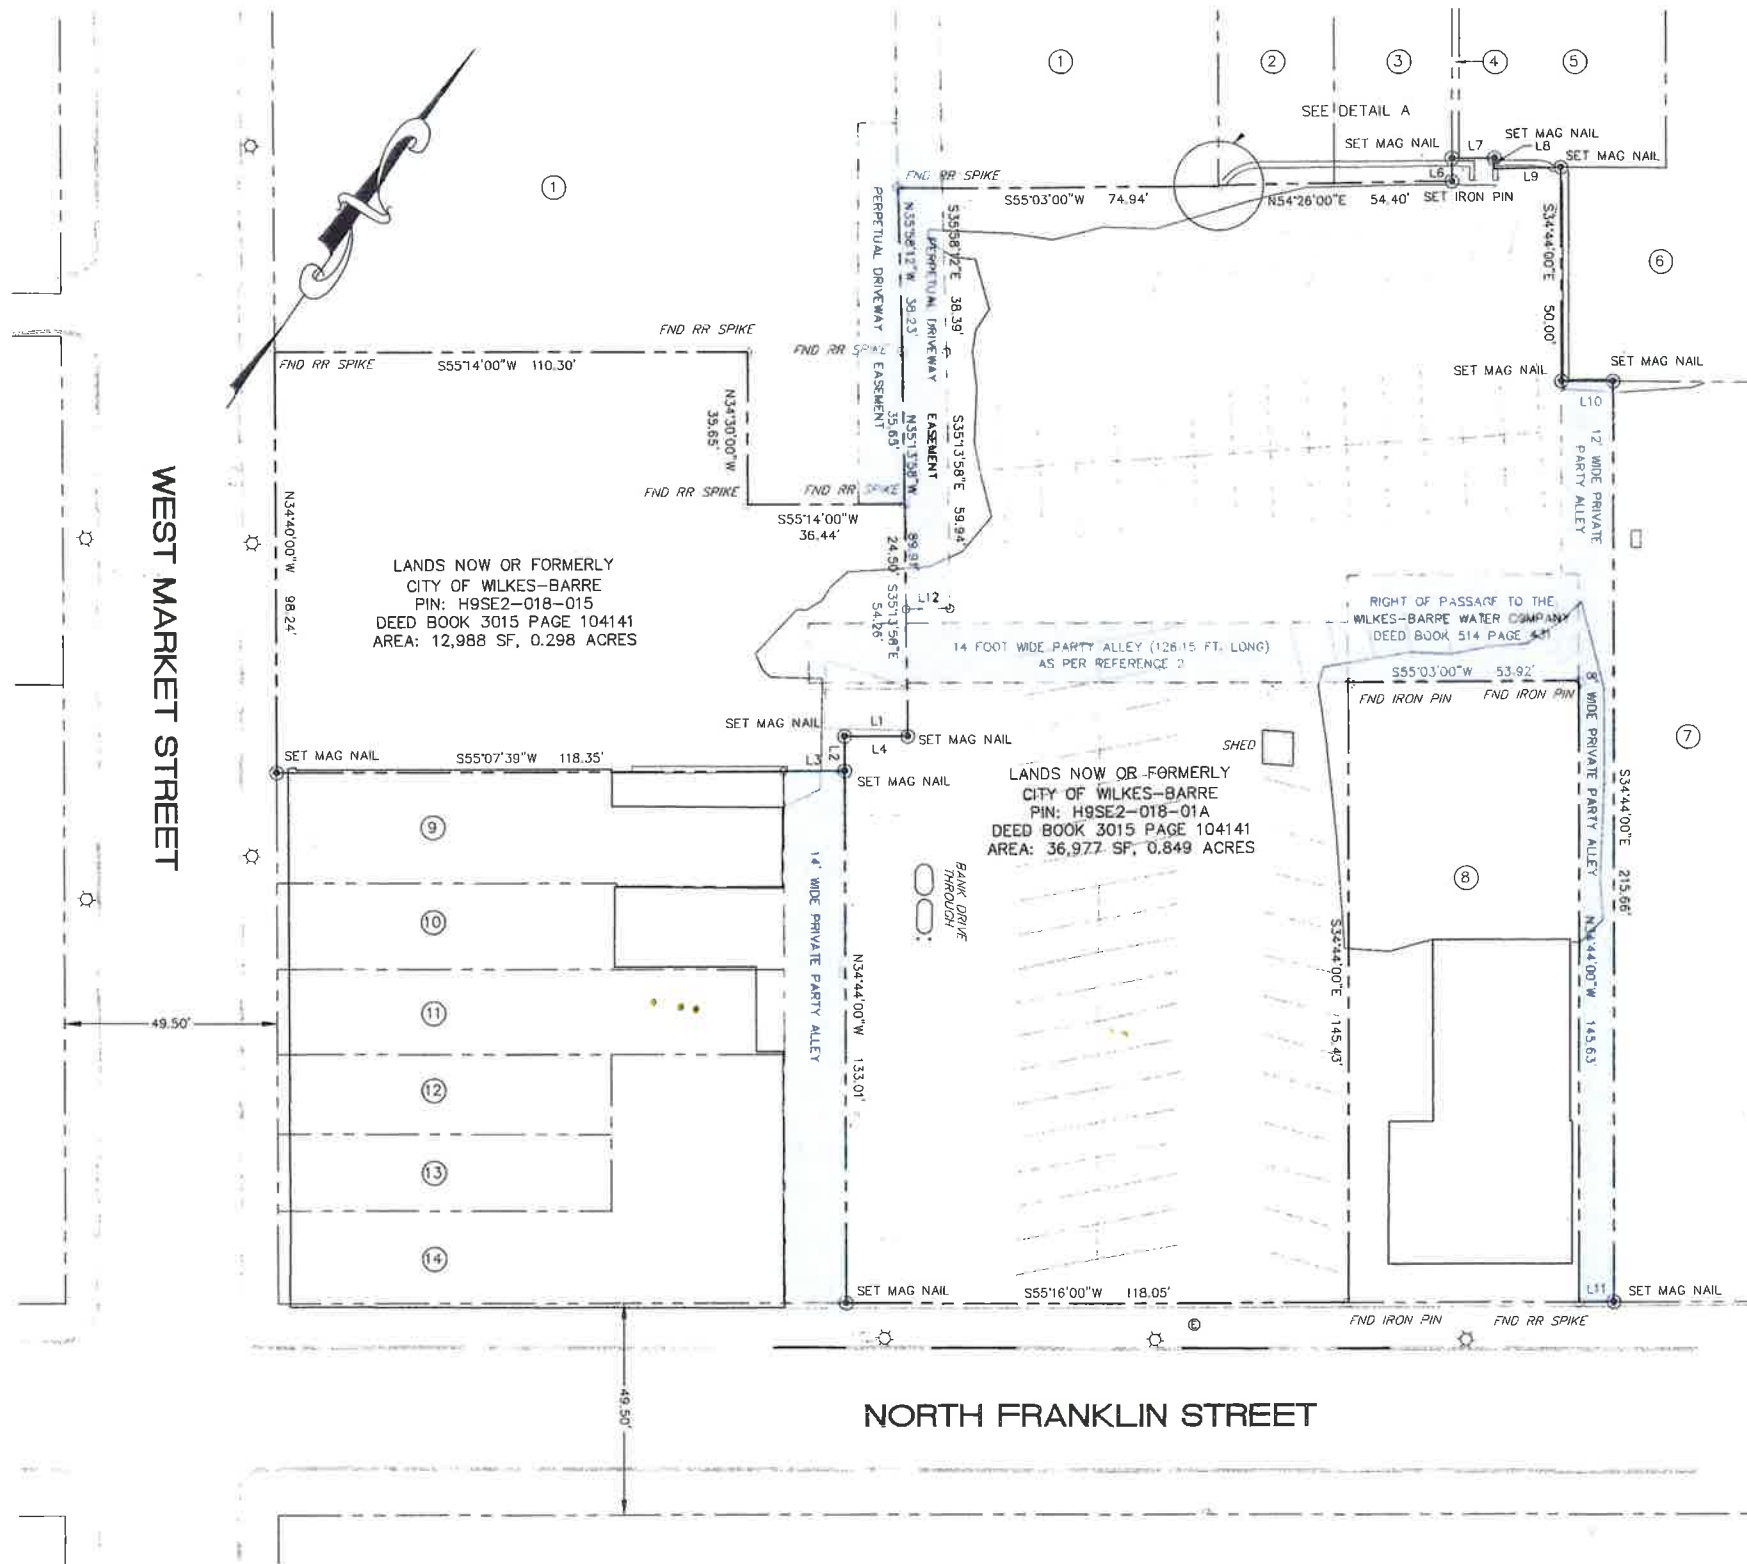 ①
②
③
④
⑤
SEE DETAIL A
SET MAG NAIL
L7
SET MAG NAIL
L8
SET MAG NAIL
L9
L6
SET IRON PIN
FND RR SPIKE
S55°03'00"W 74.94'
N54°26'00"E 54.40'
①
PERPETUAL DRIVEWAY EASEMENT
N35°58'12"W 38.23'
PERPETUAL DRIVEWAY EASEMENT
S35°58'12"E 38.39'
S34°44'00"E 50.00'
⑥
FND RR SPIKE
FND RR SPIKE
FND RR SPIKE
S55°14'00"W 110.30'
N34°30'00"W
35.65'
N35°13'58"W
35.65'
S35°13'58"E 59.94'
SET MAG NAIL
SET MAG NAIL
L10
12' WIDE PRIVATE
PARTY ALLEY
FND RR SPIKE
FND RR SPIKE
S55°14'00"W
36.44'
89.91'
24.50'
S35°13'58"E
54.26'
WEST MARKET STREET
N34°40'00"W 98.24'
LANDS NOW OR FORMERLY
CITY OF WILKES-BARRE
PIN: H9SE2-018-015
DEED BOOK 3015 PAGE 104141
AREA: 12,988 SF, 0.298 ACRES
L12
RIGHT OF PASSAGE TO THE
WILKES-BARRE WATER COMPANY
DEED BOOK 514 PAGE 431
14 FOOT WIDE PARTY ALLEY (126.15 FT. LONG)
AS PER REFERENCE 2
S55°03'00"W 53.92'
FND IRON PIN
FND IRON PIN
8' WIDE PRIVATE PARTY ALLEY
SET MAG NAIL
L1
L4
SET MAG NAIL
L2
L3
SHED
⑦
SET MAG NAIL
S55°07'39"W 118.35'
SET MAG NAIL
LANDS NOW OR FORMERLY
CITY OF WILKES-BARRE
PIN: H9SE2-018-01A
DEED BOOK 3015 PAGE 104141
AREA: 36,977 SF, 0.849 ACRES
S34°44'00"E 215.66'
⑨
14' WIDE PRIVATE PARTY ALLEY
BANK DRIVE
THROUGH
⑧
⑩
N34°44'00"W 133.01'
S34°44'00"E 145.43'
N34°44'00"W 145.63'
⑪
49.50'
⑫
⑬
⑭
SET MAG NAIL
S55°16'00"W 118.05'
L11
SET MAG NAIL
FND IRON PIN
FND RR SPIKE
E
49.50'
NORTH FRANKLIN STREET